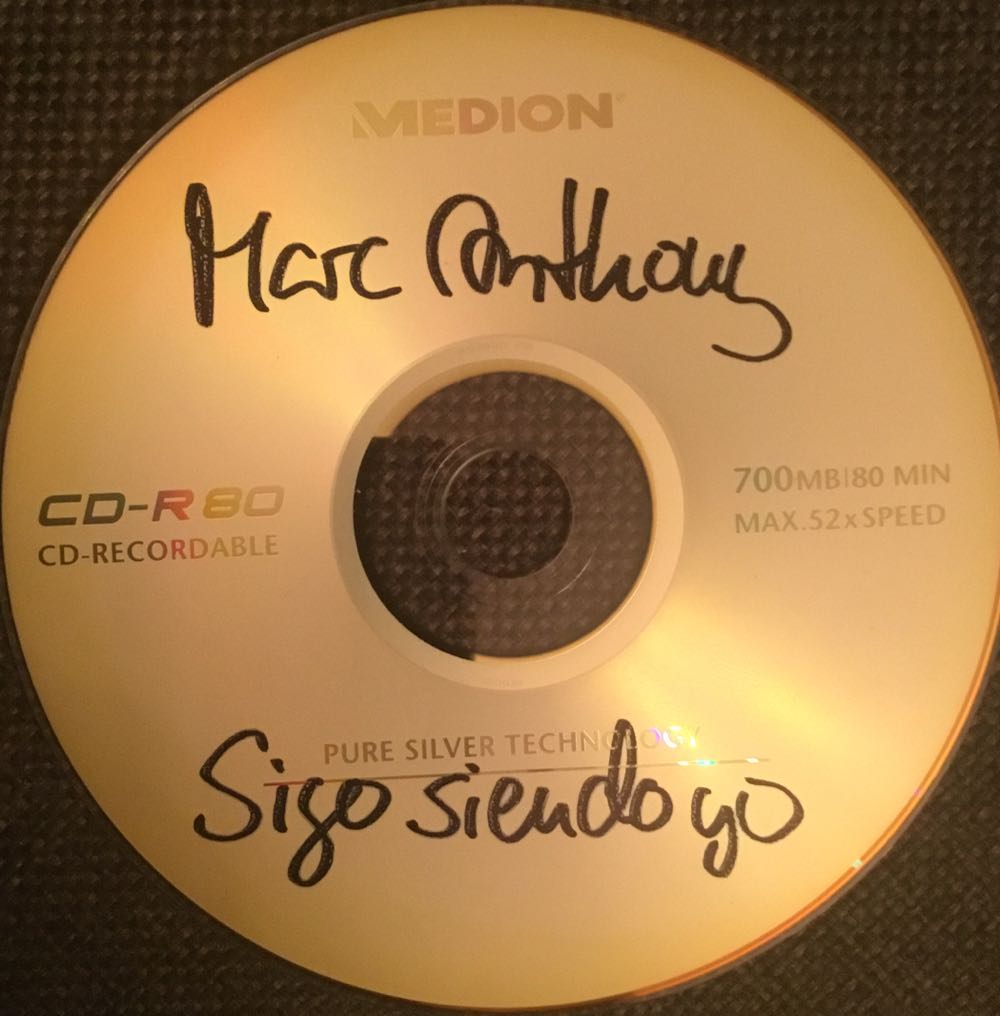 MEDION
Marc Anthony
CD-R 80
CD-RECORDABLE
700MB|80 MIN
MAX.52xSPEED
PURE SILVER TECHNOLOGY
Sigo siendo yo